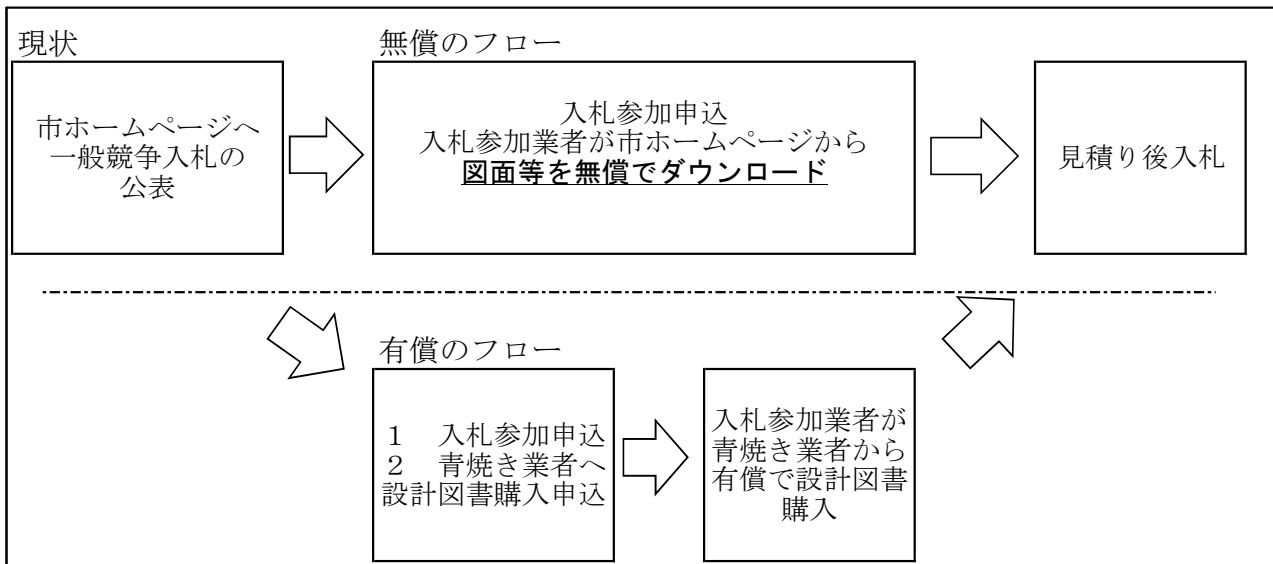 現状
市ホームページへ
一般競争入札の
公表
無償のフロー
入札参加申込
入札参加業者が市ホームページから
図面等を無償でダウンロード
見積り後入札
有償のフロー
１　入札参加申込
２　青焼き業者へ
設計図書購入申込
入札参加業者が
青焼き業者から
有償で設計図書
購入